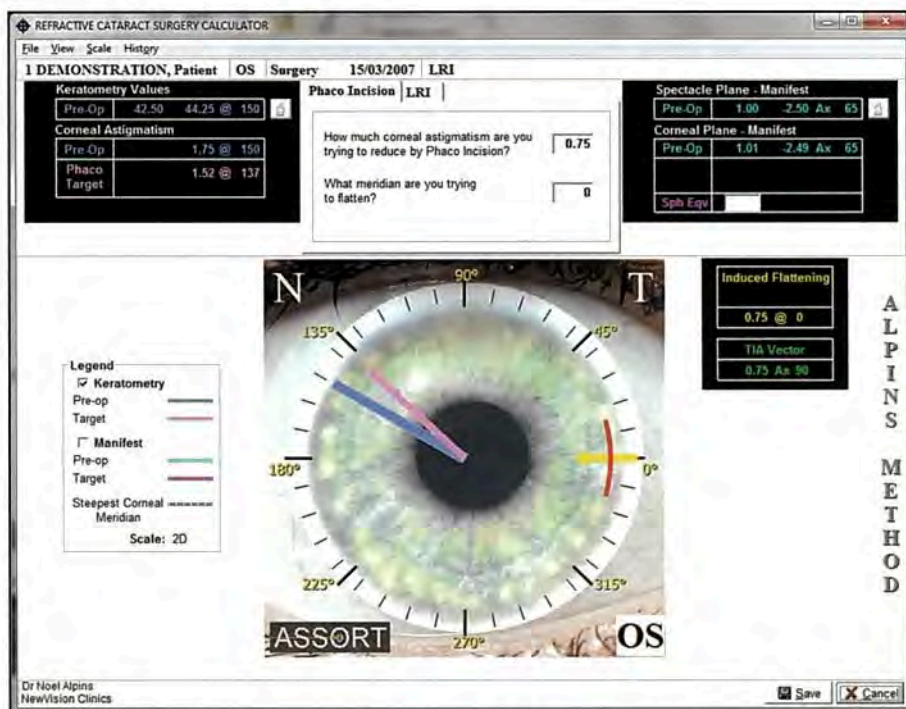 REFRACTIVE CATARACT SURGERY CALCULATOR
File View Scale History
1 DEMONSTRATION, Patient OS Surgery 15/03/2007 LRI
Keratometry Values
Pre-Op 42.50 44.25 @ 150
Corneal Astigmatism
Pre-Op 1.75 @ 150
Phaco Target 1.52 @ 137
Phaco Incision LRI
How much corneal astigmatism are you
trying to reduce by Phaco Incision? 0.75
What meridian are you trying
to flatten? 0
Spectacle Plane - Manifest
Pre-Op 1.00 -2.50 Ax 65
Corneal Plane - Manifest
Pre-Op 1.01 -2.49 Ax 65
Sph Eqv
Legend
Keratometry
Pre-op
Target
Manifest
Pre-op
Target
Steepest Corneal
Meridian
Scale: 2D
N
T
90°
135°
45°
180°
0°
225°
315°
270°
ASSORT
OS
Induced Flattening
0.75 @ 0
TIA Vector
0.75 Ax 90
ALPINS METHOD
Dr Noel Alpins
NewVision Clinics
Save Cancel